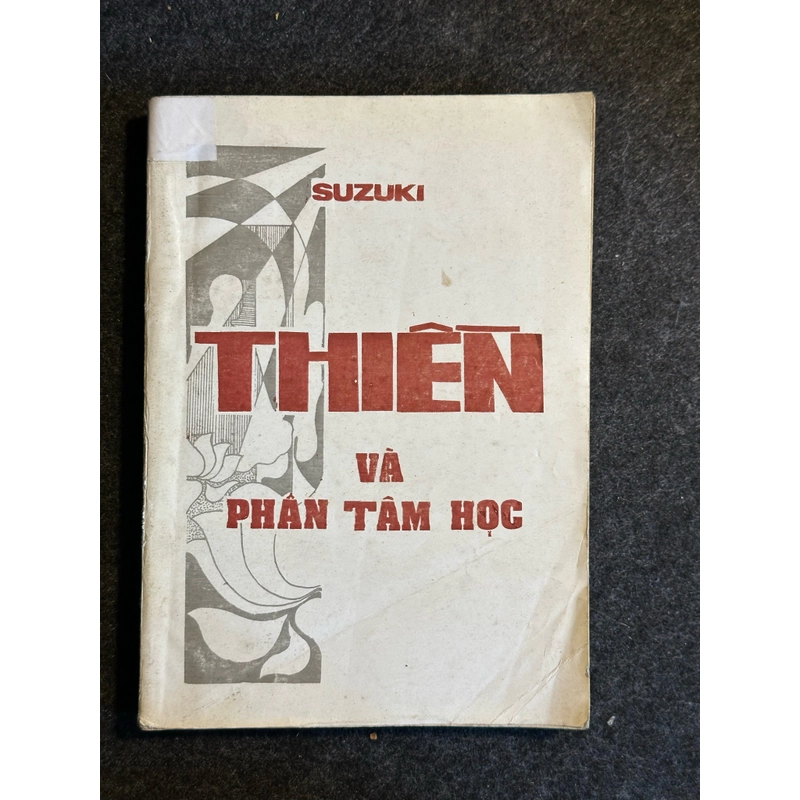 SUZUKI
THIỀN
VÀ
PHÂN TÂM HỌC